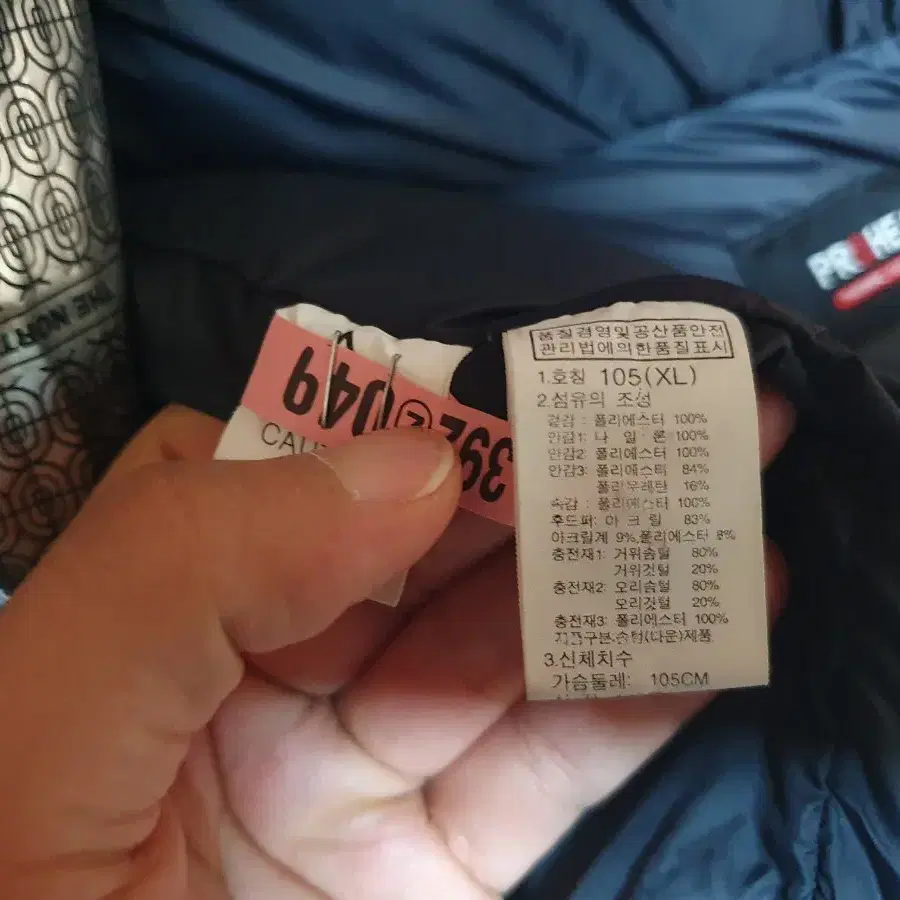 THE NORT
PR HE
049
392②
CAU
품질경영및공산품안전
관리법에의한품질표시
1.호칭 105(XL)
2.섬유의 조성
겉감 : 폴리에스터 100%
안감1: 나 일 론 100%
안감2: 폴리에스터 100%
안감3: 폴리에스터 84%
폴리우레탄 16%
속감 : 폴리에스터 100%
후드퍼: 아 크 릴 83%
아크릴계 9%,폴리에스터 8%
충전재1: 거위솜털 80%
거위깃털 20%
충전재2: 오리솜털 80%
오리깃털 20%
충전재3: 폴리에스터 100%
제품구분:솜털(다운)제품
3.신체치수
가슴둘레: 105CM